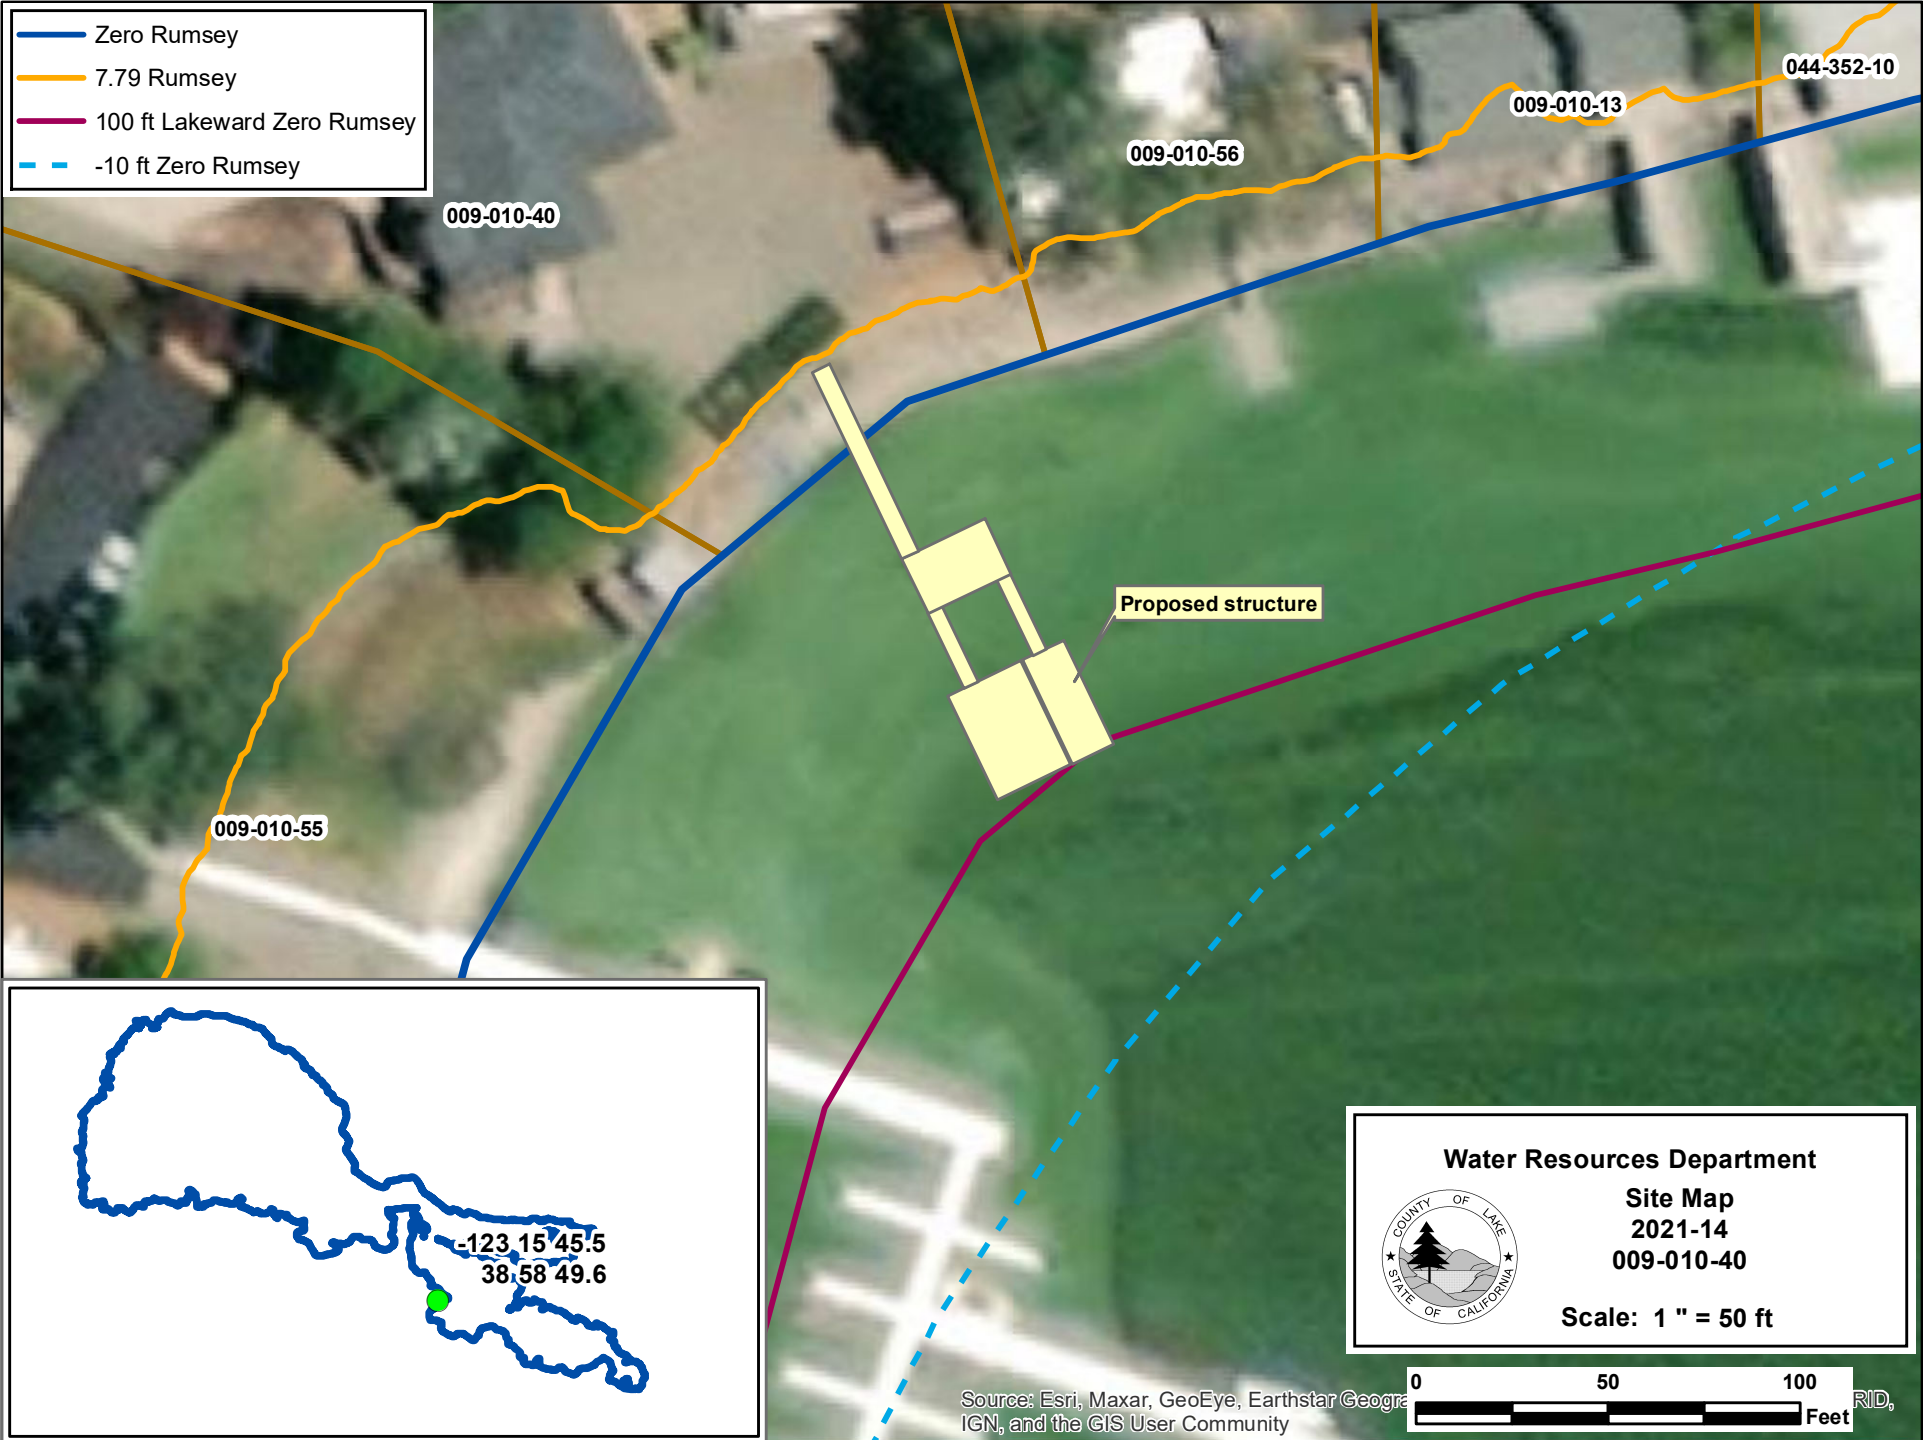 Zero Rumsey
7.79 Rumsey
100 ft Lakeward Zero Rumsey
-10 ft Zero Rumsey
044-352-10
009-010-13
009-010-56
009-010-40
Proposed structure
009-010-55
-123 15 45.5
38 58 49.6
Water Resources Department
Site Map
2021-14
009-010-40
Scale: 1 " = 50 ft
COUNTY OF LAKE
STATE OF CALIFORNIA
0 50 100
Feet
Source: Esri, Maxar, GeoEye, Earthstar Geogra RID,
IGN, and the GIS User Community